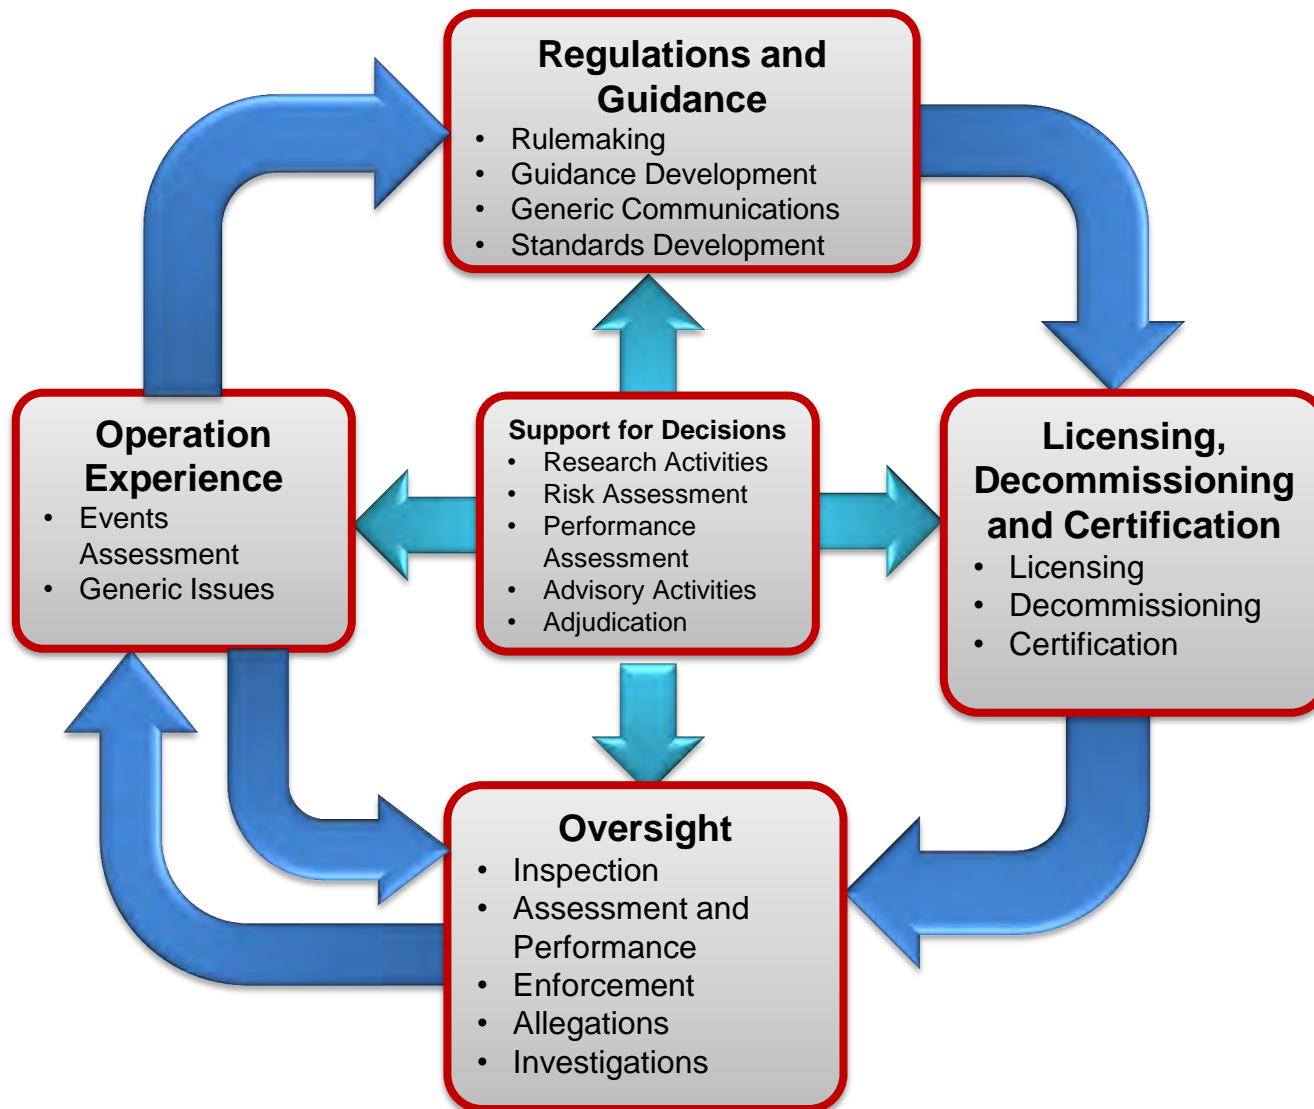 Regulations and
Guidance
• Rulemaking
• Guidance Development
• Generic Communications
• Standards Development
Operation
Experience
• Events
Assessment
• Generic Issues
Support for Decisions
• Research Activities
• Risk Assessment
• Performance
Assessment
• Advisory Activities
• Adjudication
Licensing,
Decommissioning
and Certification
• Licensing
• Decommissioning
• Certification
Oversight
• Inspection
• Assessment and
Performance
• Enforcement
• Allegations
• Investigations